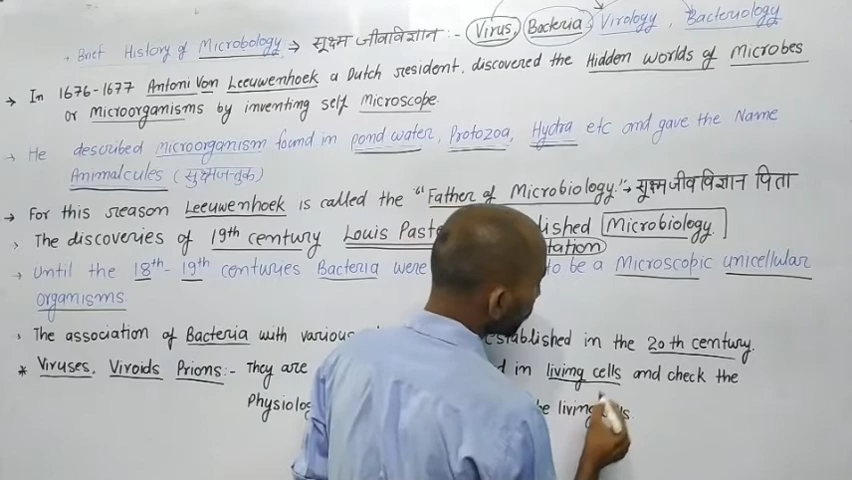 Brief History of Microbology → सूक्ष्म जीवविज्ञान :- Virus, Bacteria, Virology, Bacteriology
→ In 1676-1677 Antoni Von Leeuwenhoek a Dutch resident. discovered the Hidden worlds of Microbes
or Microorganisms by inventing self Microscope.
→ He described microorganism found in pond water, Protozoa, Hydra etc and gave the Name
Animalcules (सुक्ष्मजन्तुक)
→ For this reason Leeuwenhoek is called the "Father of Microbiology." → सूक्ष्मजीवविज्ञान पिता
The discoveries of 19th century Louis Microbiology.
Until the 18th - 19th centuries Bacteria were to be a Microscopic unicellular
organisms.
The association of Bacteria with various established in the 20th century.
* Viruses, Viroids Prions :- They are in living cells and check the
living